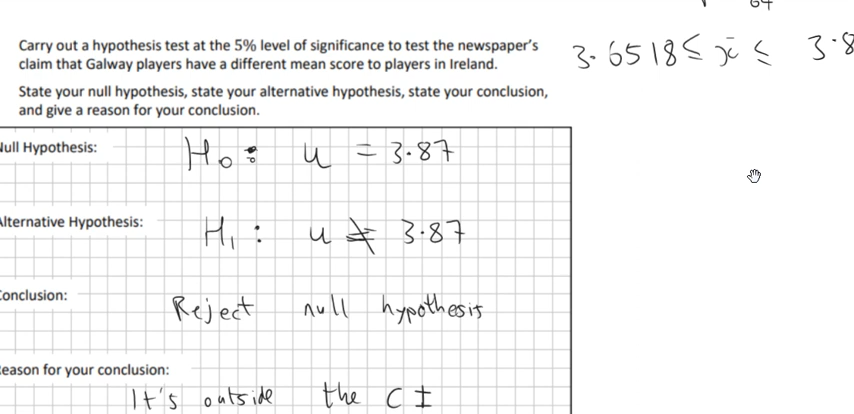 64
Carry out a hypothesis test at the 5% level of significance to test the newspaper's
claim that Galway players have a different mean score to players in Ireland.
3.6518 ≤ x̄ ≤ 3.8
State your null hypothesis, state your alternative hypothesis, state your conclusion,
and give a reason for your conclusion.
Null Hypothesis: H₀: u = 3.87
Alternative Hypothesis: H₁: u ≠ 3.87
Conclusion: Reject null hypothesis
Reason for your conclusion:
It's outside the CI